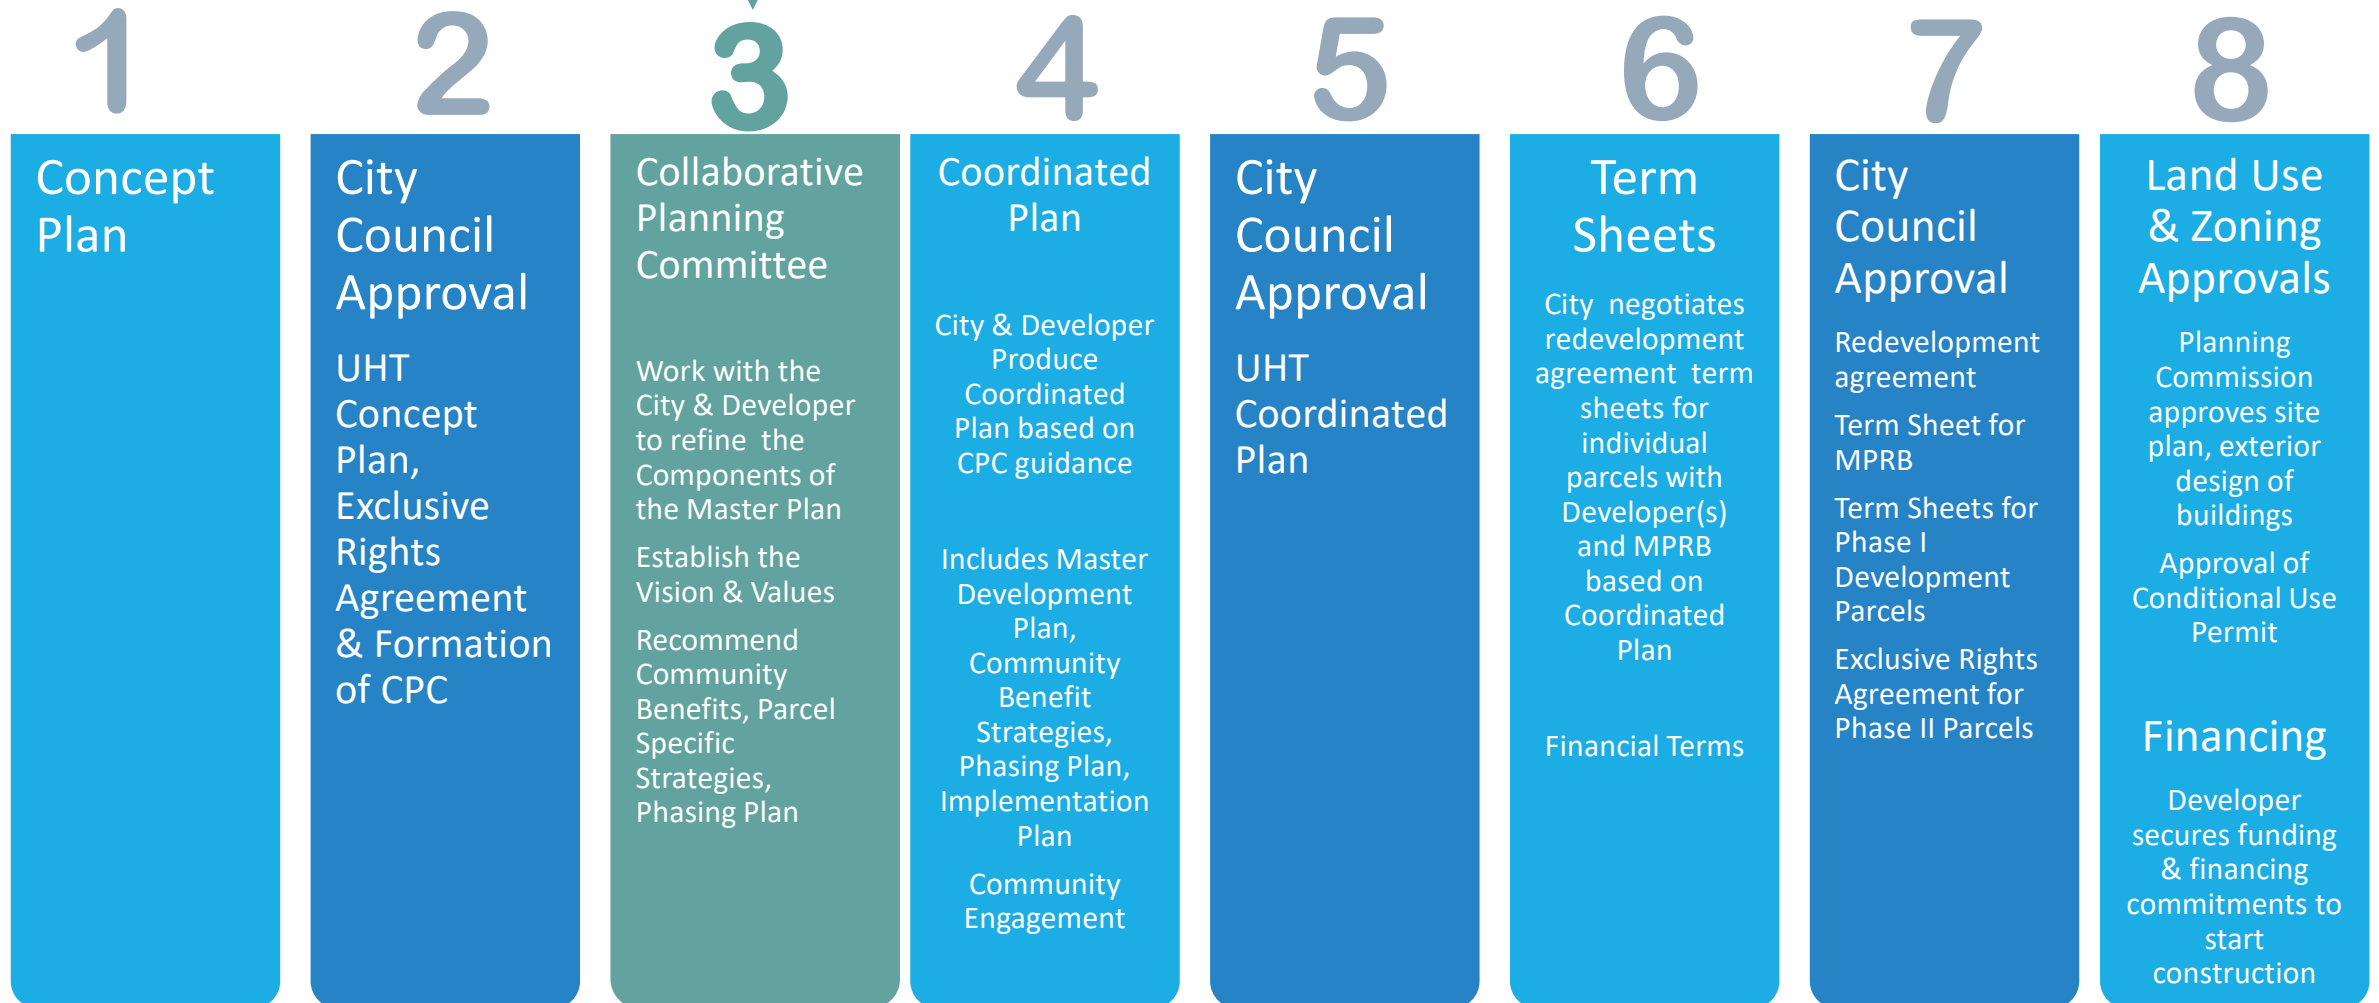 1
Concept
Plan
2
City
Council
Approval
UHT
Concept
Plan,
Exclusive
Rights
Agreement
& Formation
of CPC
3
Collaborative
Planning
Committee
Work with the
City & Developer
to refine the
Components of
the Master Plan
Establish the
Vision & Values
Recommend
Community
Benefits, Parcel
Specific
Strategies,
Phasing Plan
4
Coordinated
Plan
City & Developer
Produce
Coordinated
Plan based on
CPC guidance
Includes Master
Development
Plan,
Community
Benefit
Strategies,
Phasing Plan,
Implementation
Plan
Community
Engagement
5
City
Council
Approval
UHT
Coordinated
Plan
6
Term
Sheets
City negotiates
redevelopment
agreement term
sheets for
individual
parcels with
Developer(s)
and MPRB
based on
Coordinated
Plan
Financial Terms
7
City
Council
Approval
Redevelopment
agreement
Term Sheet for
MPRB
Term Sheets for
Phase I
Development
Parcels
Exclusive Rights
Agreement for
Phase II Parcels
8
Land Use
& Zoning
Approvals
Planning
Commission
approves site
plan, exterior
design of
buildings
Approval of
Conditional Use
Permit
Financing
Developer
secures funding
& financing
commitments to
start
construction